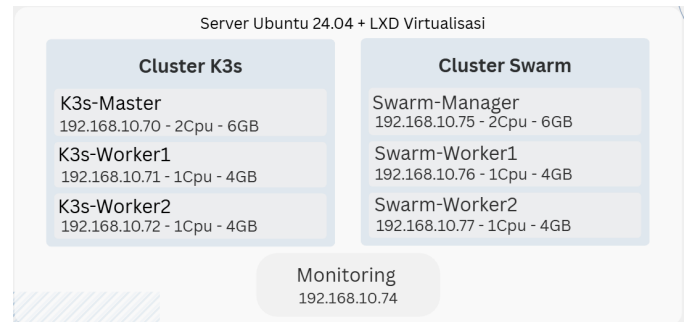 Server Ubuntu 24.04 + LXD Virtualisasi
Cluster K3s
K3s-Master
192.168.10.70 - 2Cpu - 6GB
K3s-Worker1
192.168.10.71 - 1Cpu - 4GB
K3s-Worker2
192.168.10.72 - 1Cpu - 4GB
Cluster Swarm
Swarm-Manager
192.168.10.75 - 2Cpu - 6GB
Swarm-Worker1
192.168.10.76 - 1Cpu - 4GB
Swarm-Worker2
192.168.10.77 - 1Cpu - 4GB
Monitoring
192.168.10.74